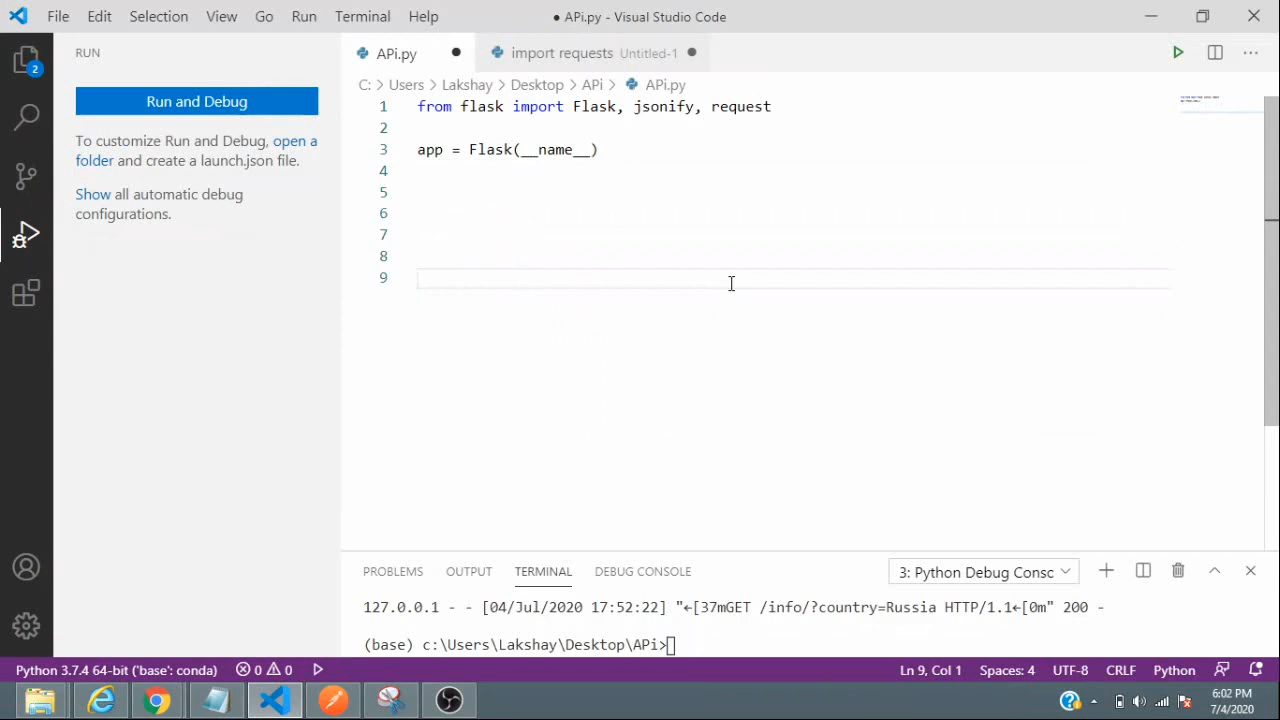 File Edit Selection View Go Run Terminal Help
● APi.py - Visual Studio Code
RUN
APi.py ●
import requests Untitled-1 ●
2
Run and Debug
To customize Run and Debug, open a
folder and create a launch.json file.
Show all automatic debug
configurations.
C: > Users > Lakshay > Desktop > APi > APi.py
1 from flask import Flask, jsonify, request
2
3 app = Flask(__name__)
4
5
6
7
8
9
PROBLEMS OUTPUT TERMINAL DEBUG CONSOLE 3: Python Debug Consc
127.0.0.1 - - [04/Jul/2020 17:52:22] "←[37mGET /info/?country=Russia HTTP/1.1←[0m" 200 -
(base) c:\Users\Lakshay\Desktop\APi>
Python 3.7.4 64-bit ('base': conda) 0 0 Ln 9, Col 1 Spaces: 4 UTF-8 CRLF Python
6:02 PM
7/4/2020